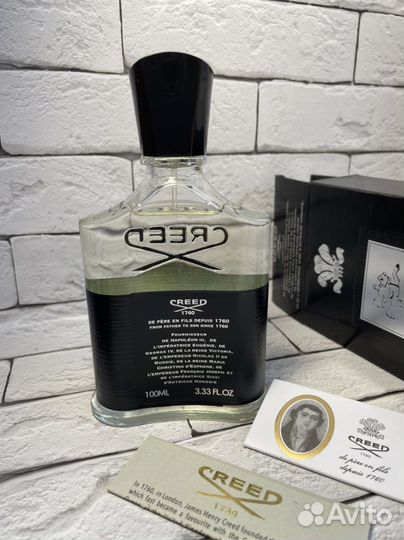 CREED
CREED
1760
DE PÈRE EN FILS DEPUIS 1760
FROM FATHER TO SON SINCE 1760
FOURNISSEUR
DE NAPOLÉON III, DE
L'IMPÉRATRICE EUGÉNIE, DE
GEORGE IV, DE LA REINE VICTORIA,
DE L'EMPEREUR NICOLAS II DE
RUSSIE, DE LA REINE MARIA
CHRISTINA D'ESPAGNE, DE
L'EMPEREUR FRANÇOIS JOSEPH ET
DE L'IMPÉRATRICE SISSI
D'AUTRICHE HONGRIE
100ML 3.33 FL.OZ
CREED
1760
de père en fils
depuis 1760
CREED
1760
In 1760, in London, James Henry Creed founded
which fast became a favourite with the
Avito